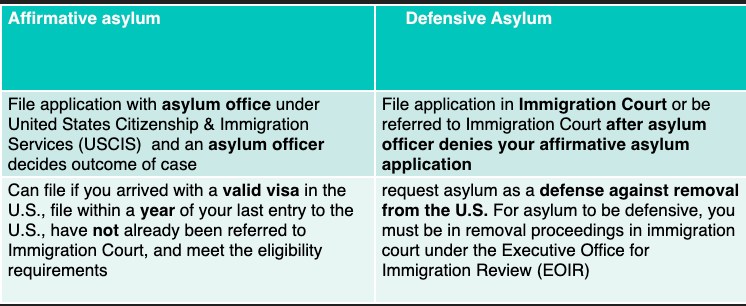 Affirmative asylum
Defensive Asylum
File application with asylum office under
United States Citizenship & Immigration
Services (USCIS)  and an asylum officer
decides outcome of case
File application in Immigration Court or be
referred to Immigration Court after asylum
officer denies your affirmative asylum
application
Can file if you arrived with a valid visa in the
U.S., file within a year of your last entry to the
U.S., have not already been referred to
Immigration Court, and meet the eligibility
requirements
request asylum as a defense against removal
from the U.S. For asylum to be defensive, you
must be in removal proceedings in immigration
court under the Executive Office for
Immigration Review (EOIR)